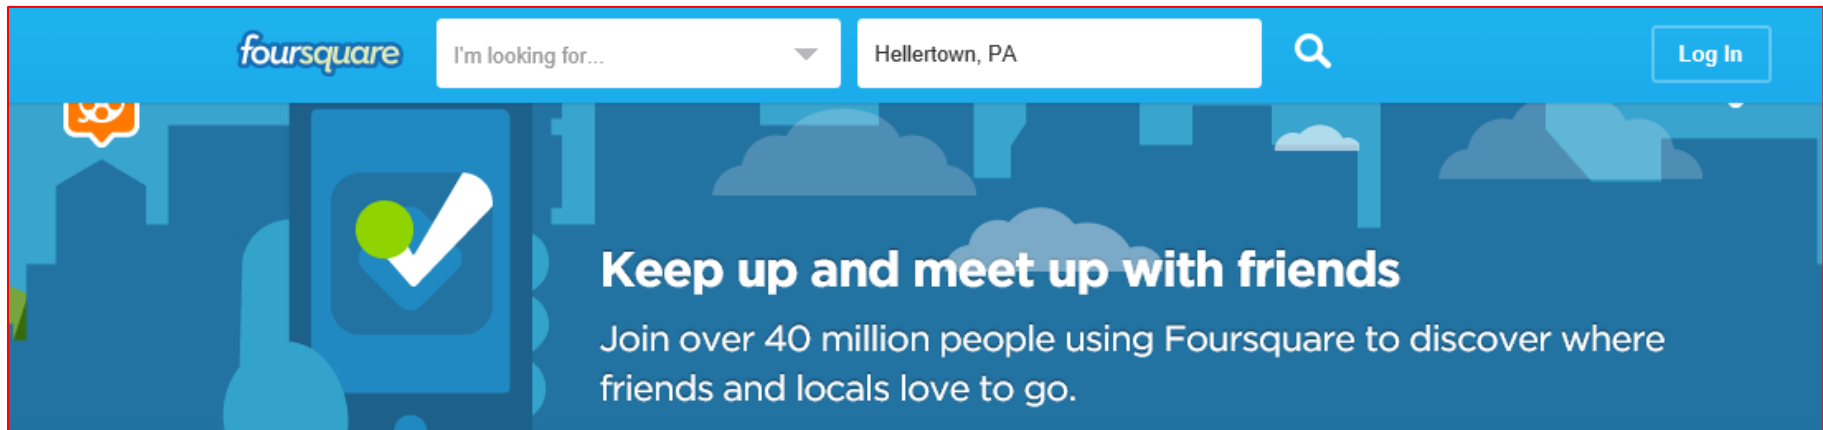 foursquare
I'm looking for...
Hellertown, PA
Log In
Keep up and meet up with friends
Join over 40 million people using Foursquare to discover where
friends and locals love to go.